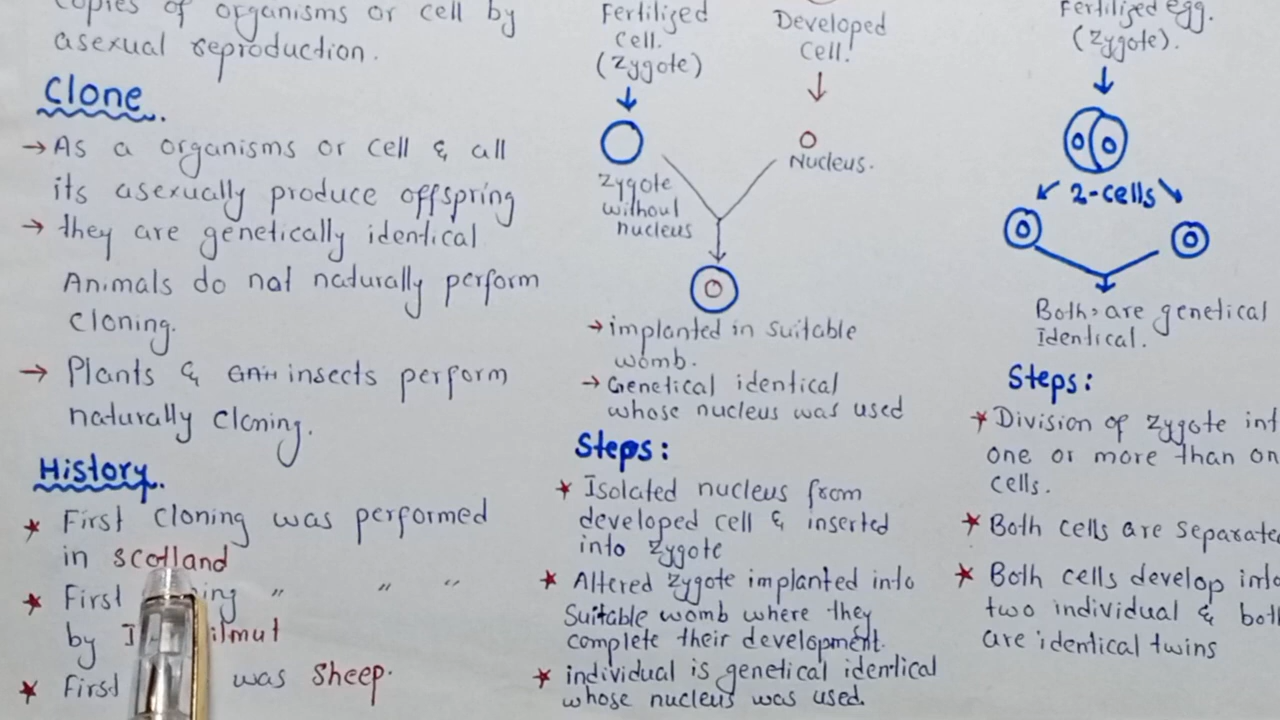 copies of organisms or cell by
asexual reproduction.
Clone
→ As a organisms or cell & all
its asexually produce offspring
→ they are genetically identical
Animals do not naturally perform
cloning.
→ Plants & insects perform
naturally cloning.
History
* First cloning was performed
in scotland
* First ing " " "
by I ilmut
* First was sheep.
Fertilized
cell.
(zygote)
Developed
Cell.
Nucleus.
Zygote
without
nucleus
→ implanted in suitable
womb.
→ Genetical identical
whose nucleus was used
Steps:
* Isolated nucleus from
developed cell & inserted
into zygote
* Altered zygote implanted into
suitable womb where they
complete their development.
* individual is genetical identical
whose nucleus was used.
Fertilized egg.
(zygote).
2-cells
Both, are genetical
Identical.
Steps:
* Division of zygote int
one or more than on
cells.
* Both cells are separate
* Both cells develop into
two individual & both
are identical twins